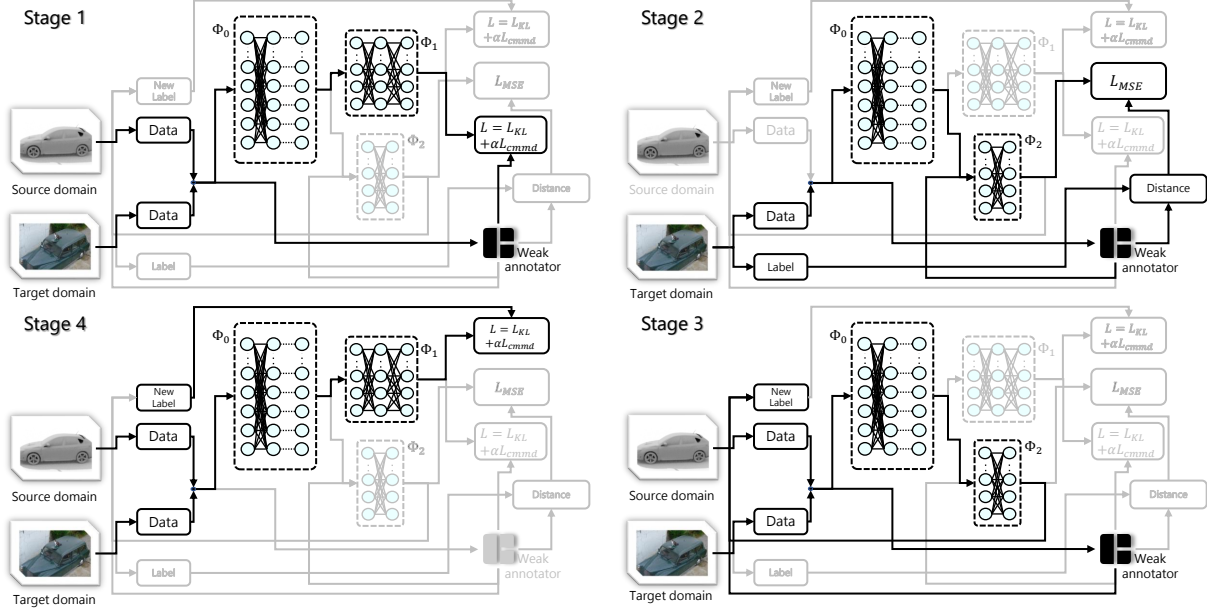 Stage 1
Φ0
Φ1
L = LKL
+αLcmmd
New
Label
LMSE
Data
L = LKL
+αLcmmd
Φ2
Source domain
Distance
Data
Weak
annotator
Label
Target domain
Stage 2
Φ0
Φ1
L = LKL
+αLcmmd
New
Label
LMSE
Data
L = LKL
+αLcmmd
Φ2
Source domain
Distance
Data
Weak
annotator
Label
Target domain
Stage 4
Φ0
Φ1
L = LKL
+αLcmmd
New
Label
LMSE
Data
L = LKL
+αLcmmd
Φ2
Source domain
Distance
Data
Weak
annotator
Label
Target domain
Stage 3
Φ0
Φ1
L = LKL
+αLcmmd
New
Label
LMSE
Data
L = LKL
+αLcmmd
Φ2
Source domain
Distance
Data
Weak
annotator
Label
Target domain